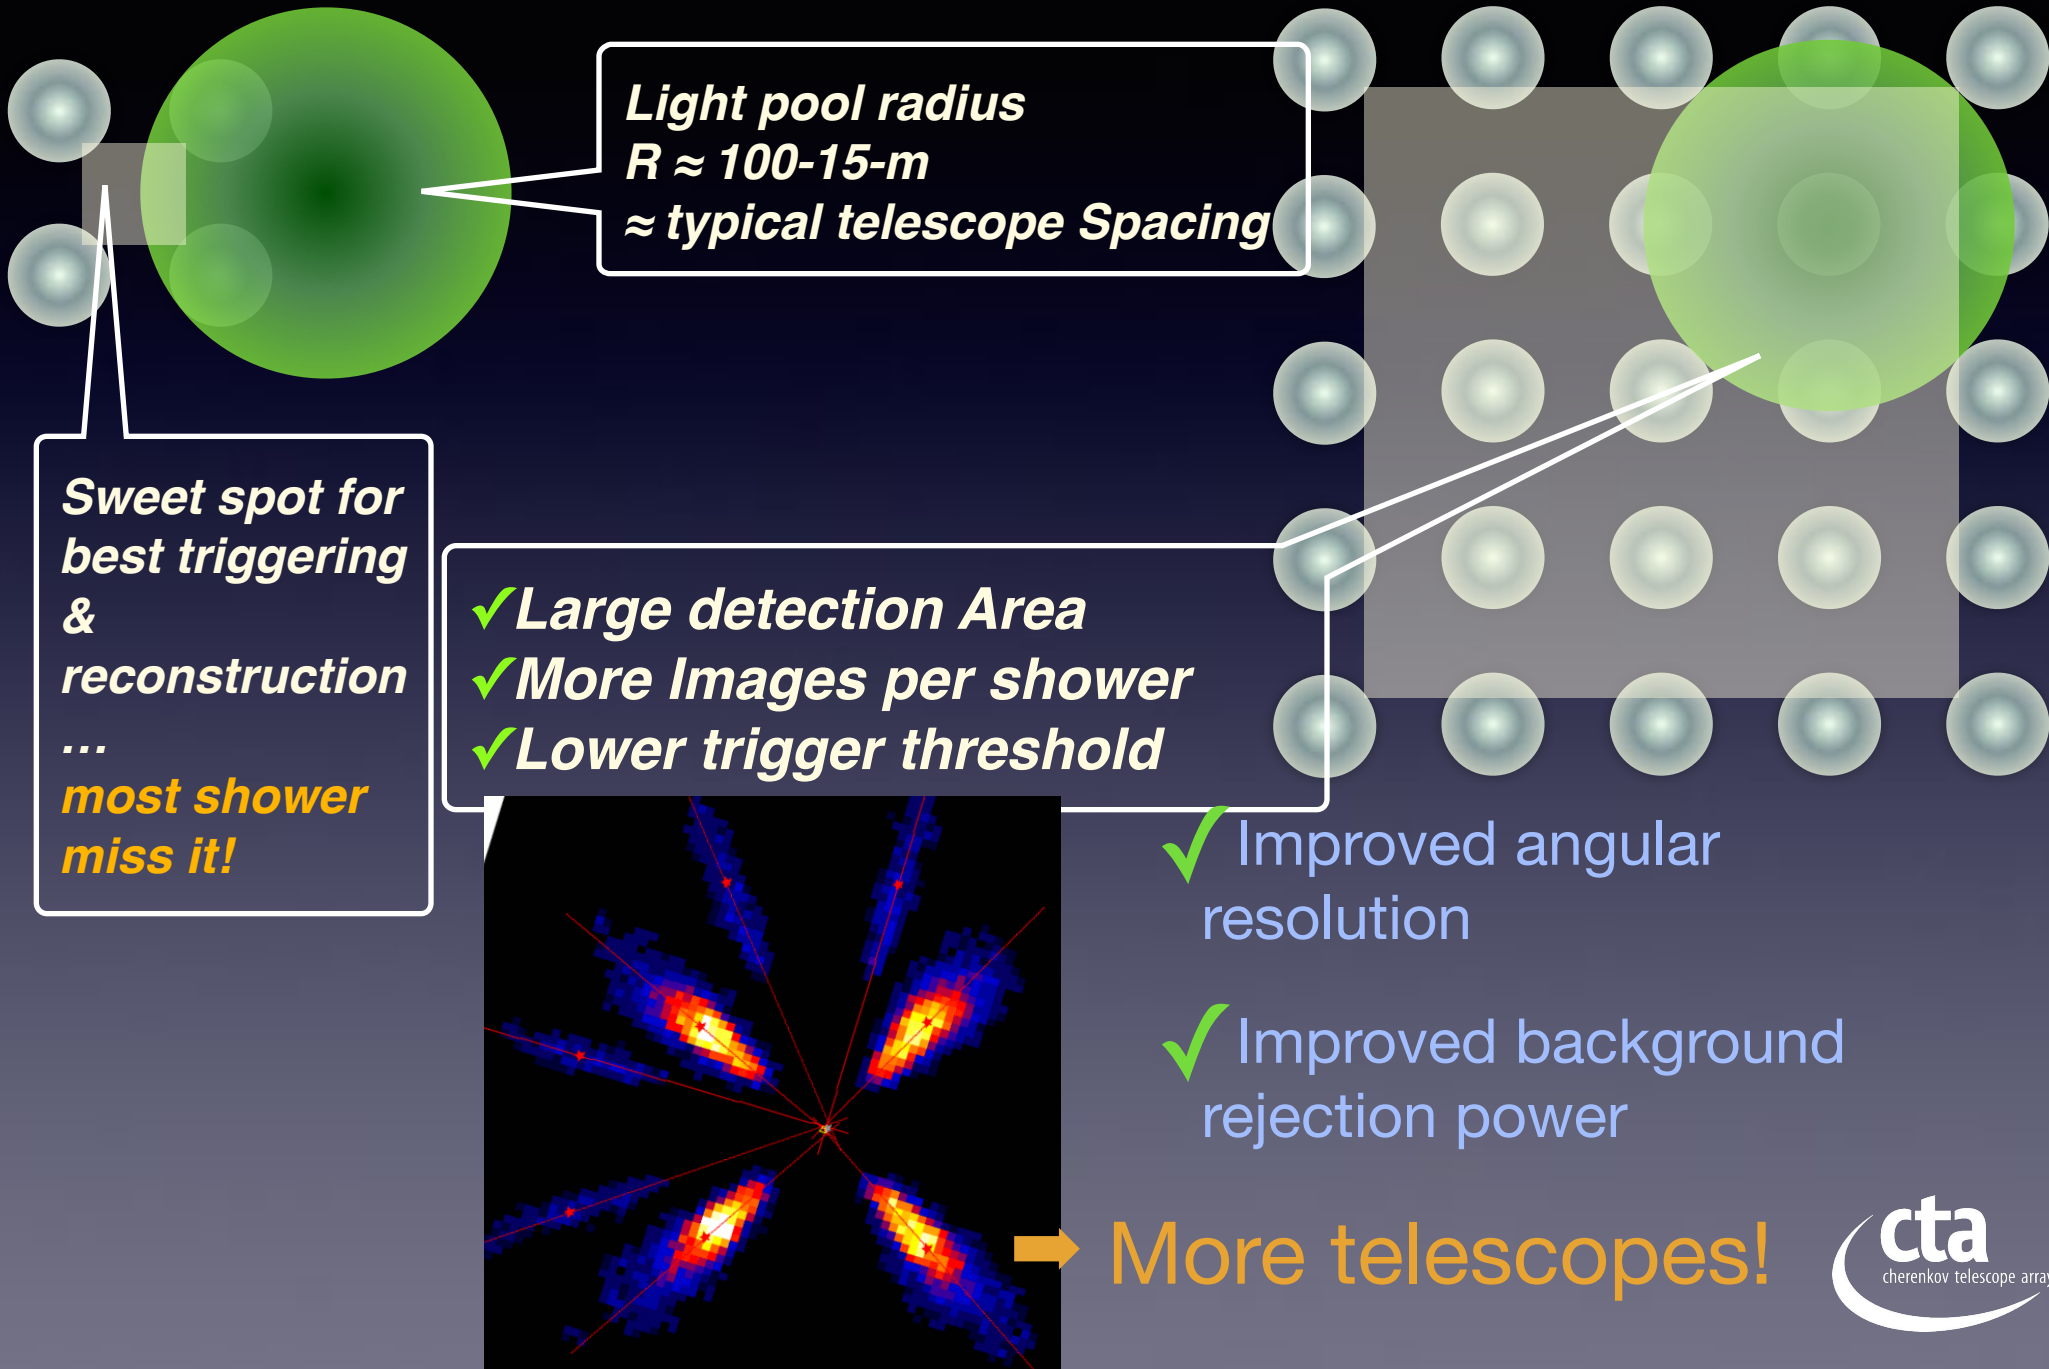 Light pool radius
R ≈ 100-15-m
≈ typical telescope Spacing
Sweet spot for
best triggering
&
reconstruction
…
most shower
miss it!
✓Large detection Area
✓More Images per shower
✓Lower trigger threshold
✓Improved angular
resolution
✓Improved background
rejection power
More telescopes!
cta
cherenkov telescope array